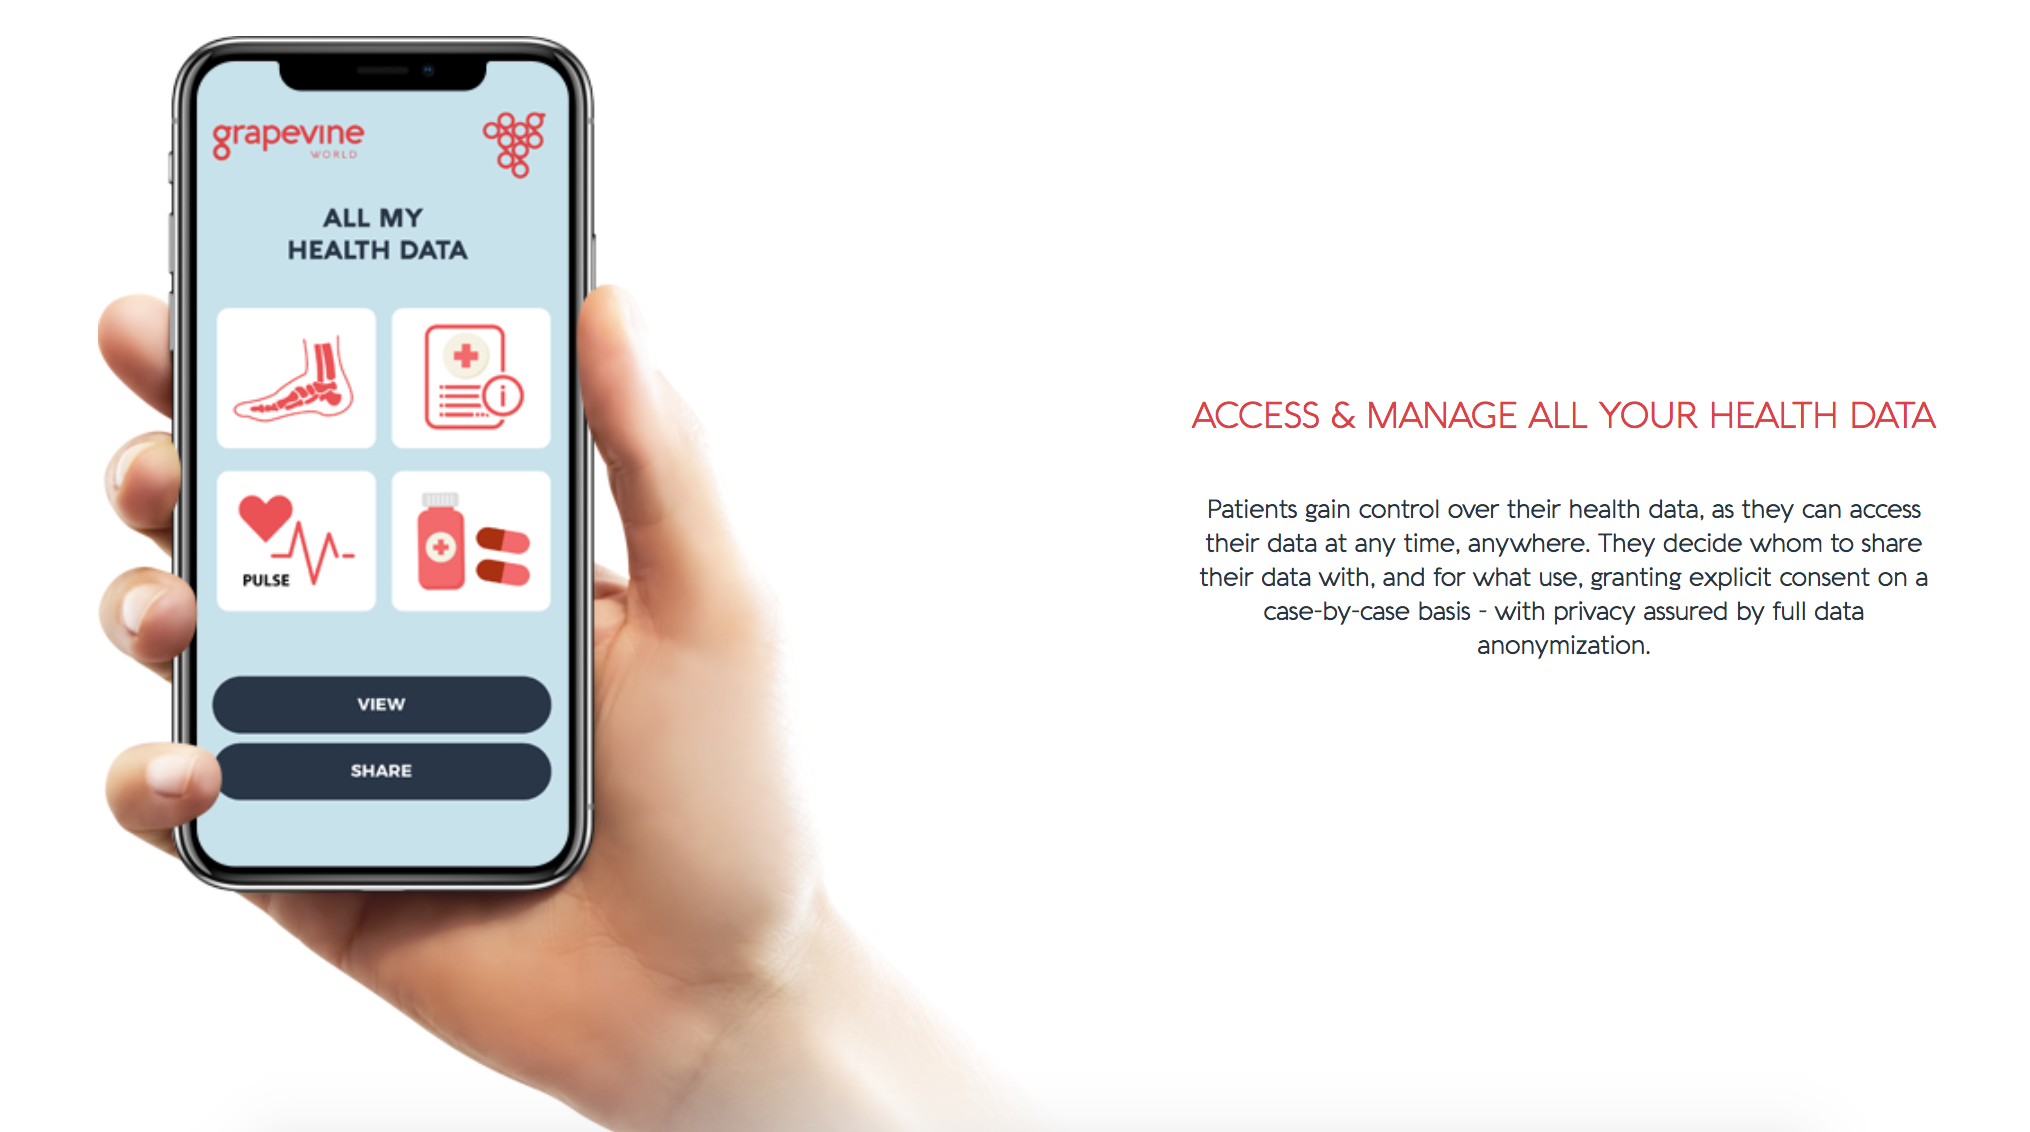 grapevine
WORLD
ALL MY
HEALTH DATA
i
PULSE
VIEW
SHARE
ACCESS & MANAGE ALL YOUR HEALTH DATA
Patients gain control over their health data, as they can access
their data at any time, anywhere. They decide whom to share
their data with, and for what use, granting explicit consent on a
case-by-case basis - with privacy assured by full data
anonymization.